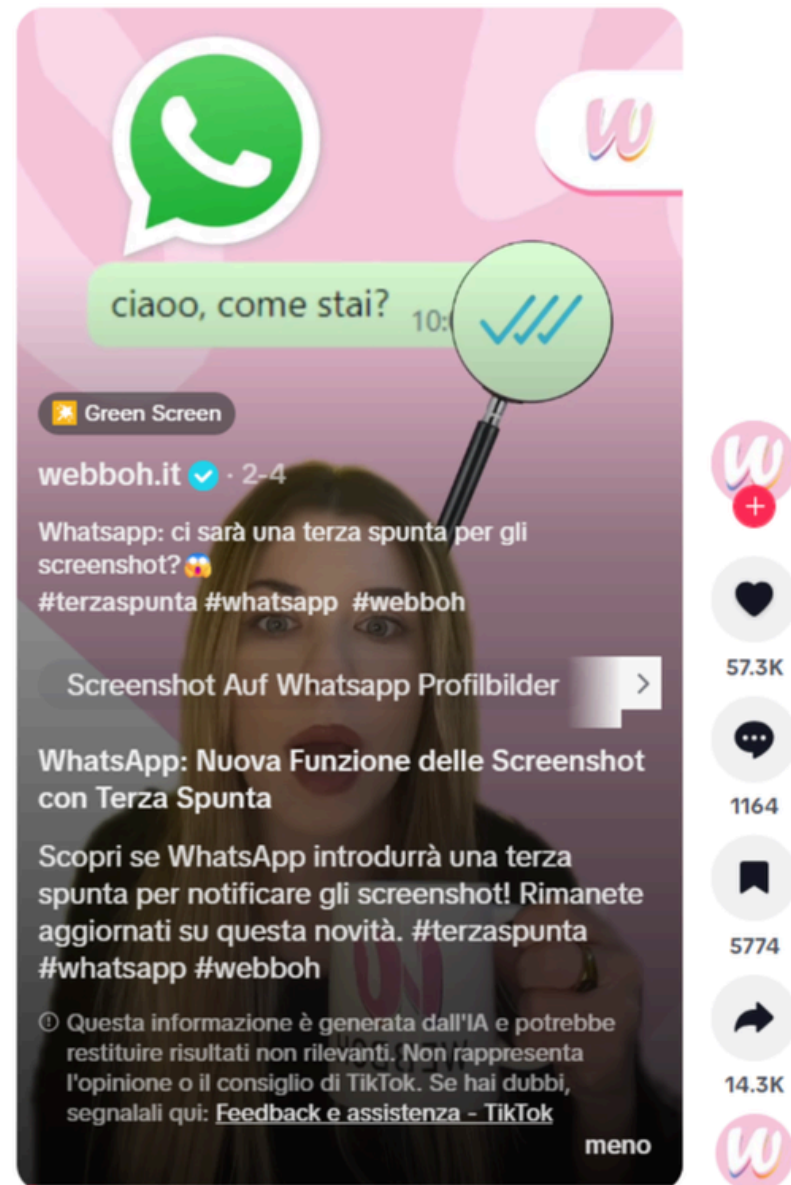 W
ciaoo, come stai? 10:
Green Screen
webboh.it · 2-4
Whatsapp: ci sarà una terza spunta per gli
screenshot?😱
#terzaspunta #whatsapp #webboh
Screenshot Auf Whatsapp Profilbilder
WhatsApp: Nuova Funzione delle Screenshot
con Terza Spunta
Scopri se WhatsApp introdurrà una terza
spunta per notificare gli screenshot! Rimanete
aggiornati su questa novità. #terzaspunta
#whatsapp #webboh
Questa informazione è generata dall'IA e potrebbe
restituire risultati non rilevanti. Non rappresenta
l'opinione o il consiglio di TikTok. Se hai dubbi,
segnalali qui: Feedback e assistenza - TikTok
meno
W
57.3K
1164
5774
14.3K
W